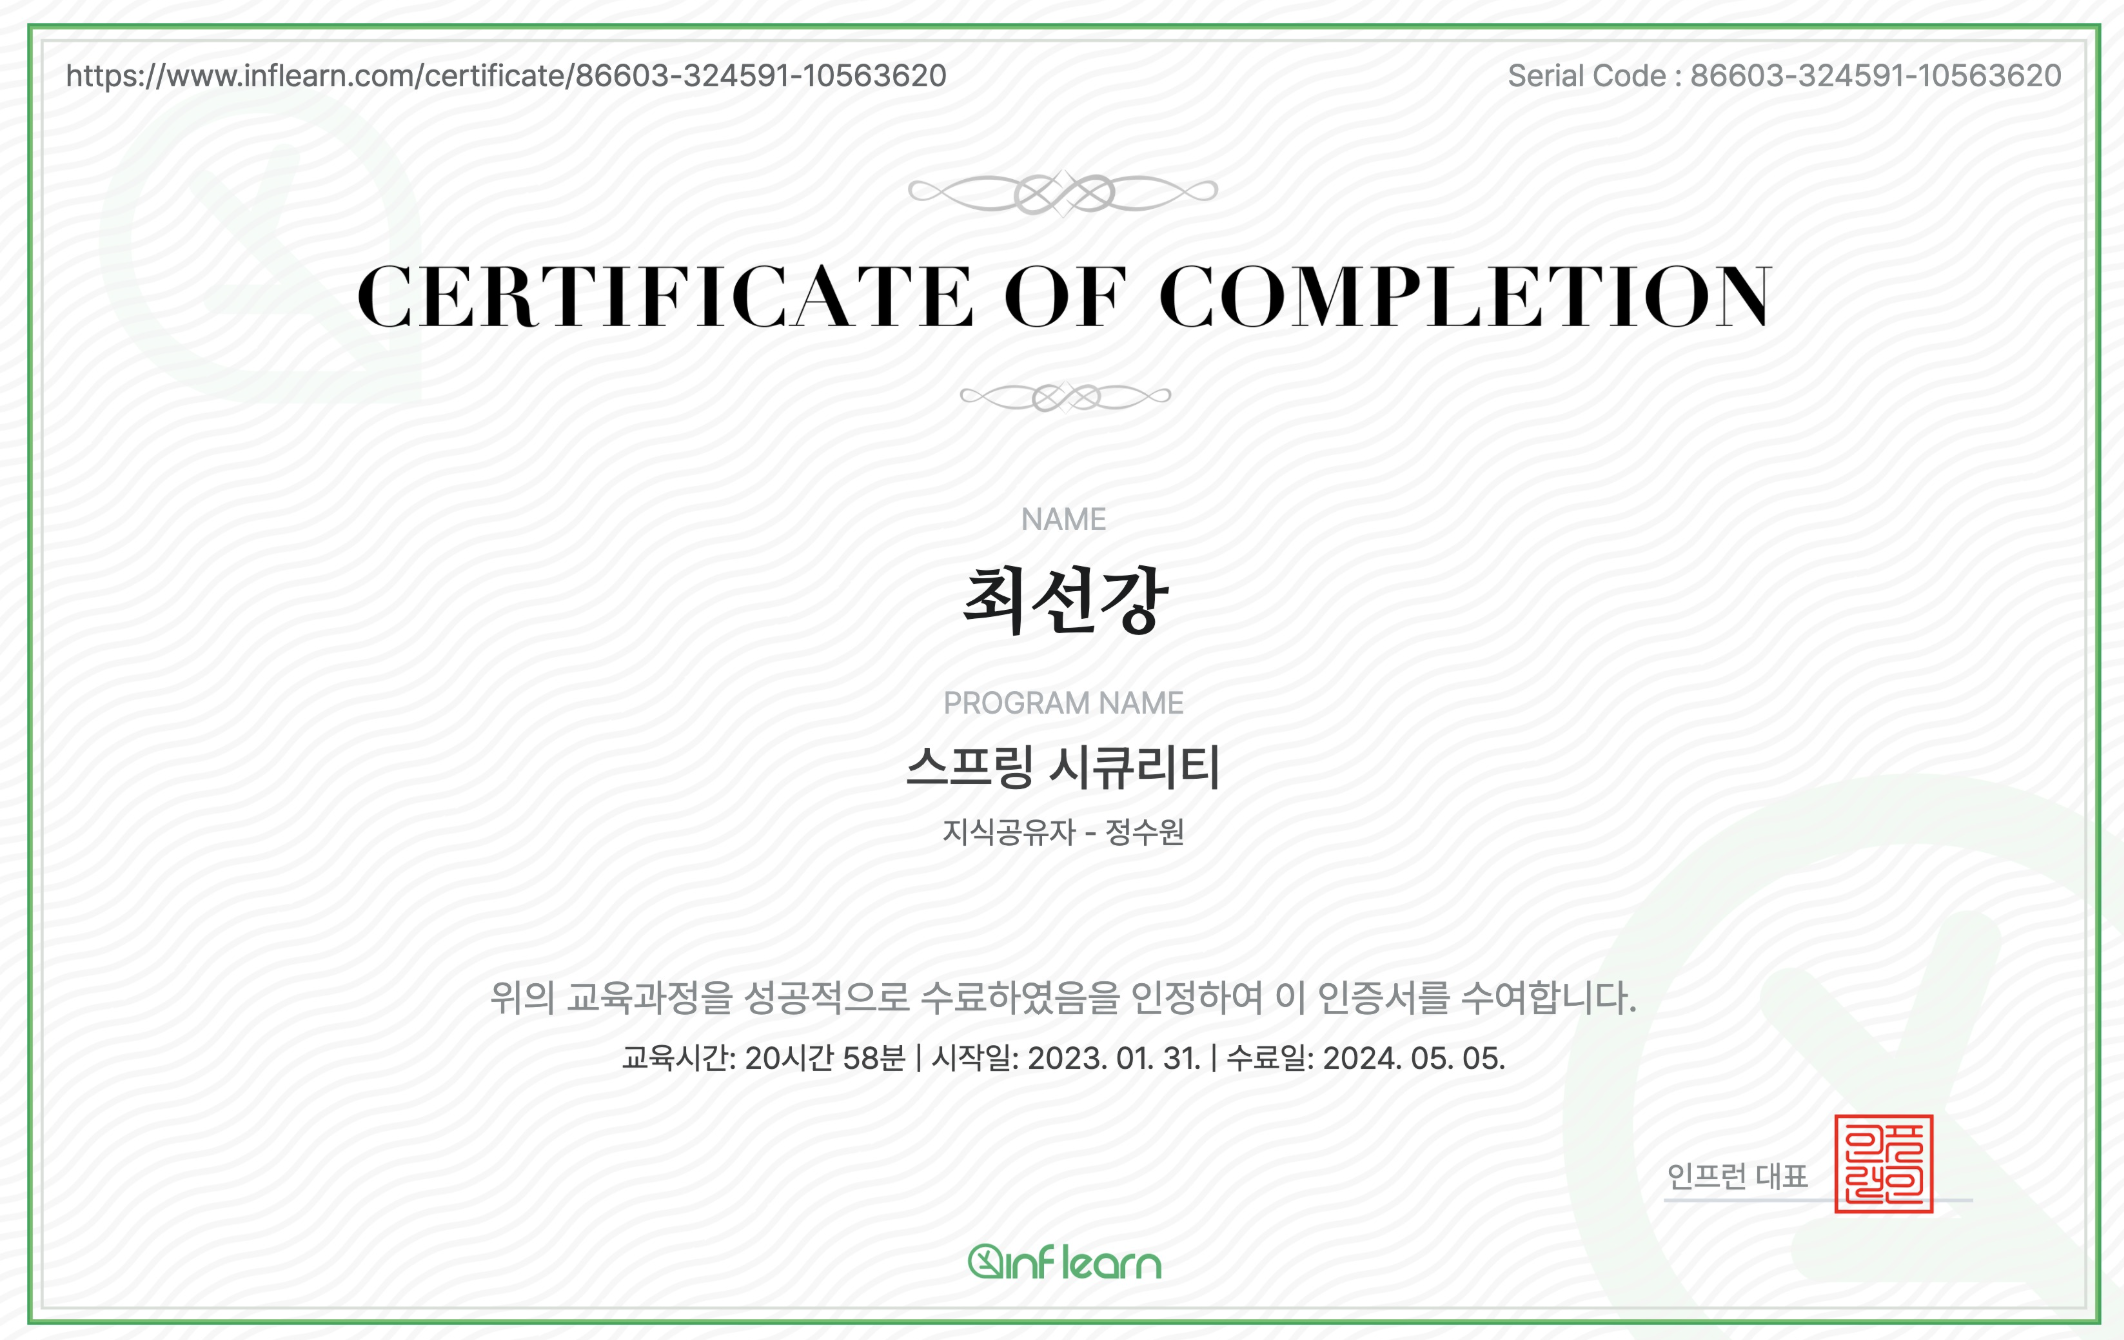 https://www.inflearn.com/certificate/86603-324591-10563620
Serial Code : 86603-324591-10563620
CERTIFICATE OF COMPLETION
NAME
최선강
PROGRAM NAME
스프링 시큐리티
지식공유자 - 정수원
위의 교육과정을 성공적으로 수료하였음을 인정하여 이 인증서를 수여합니다.
교육시간: 20시간 58분 | 시작일: 2023. 01. 31. | 수료일: 2024. 05. 05.
인프런 대표
inflearn